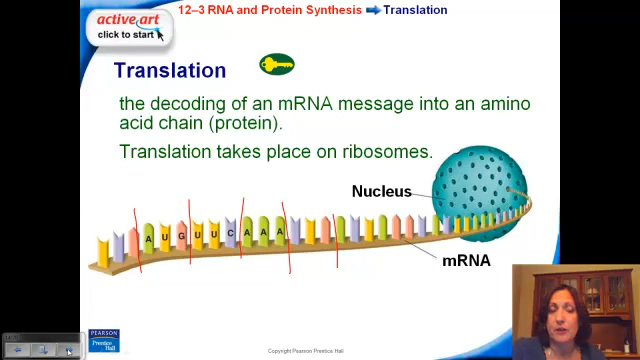 active art
click to start
12–3 RNA and Protein Synthesis Translation
Translation
the decoding of an mRNA message into an amino
acid chain (protein).
Translation takes place on ribosomes.
Nucleus
A U G U U C A A A
mRNA
PEARSON
Prentice
Hall
Copyright Pearson Prentice Hall